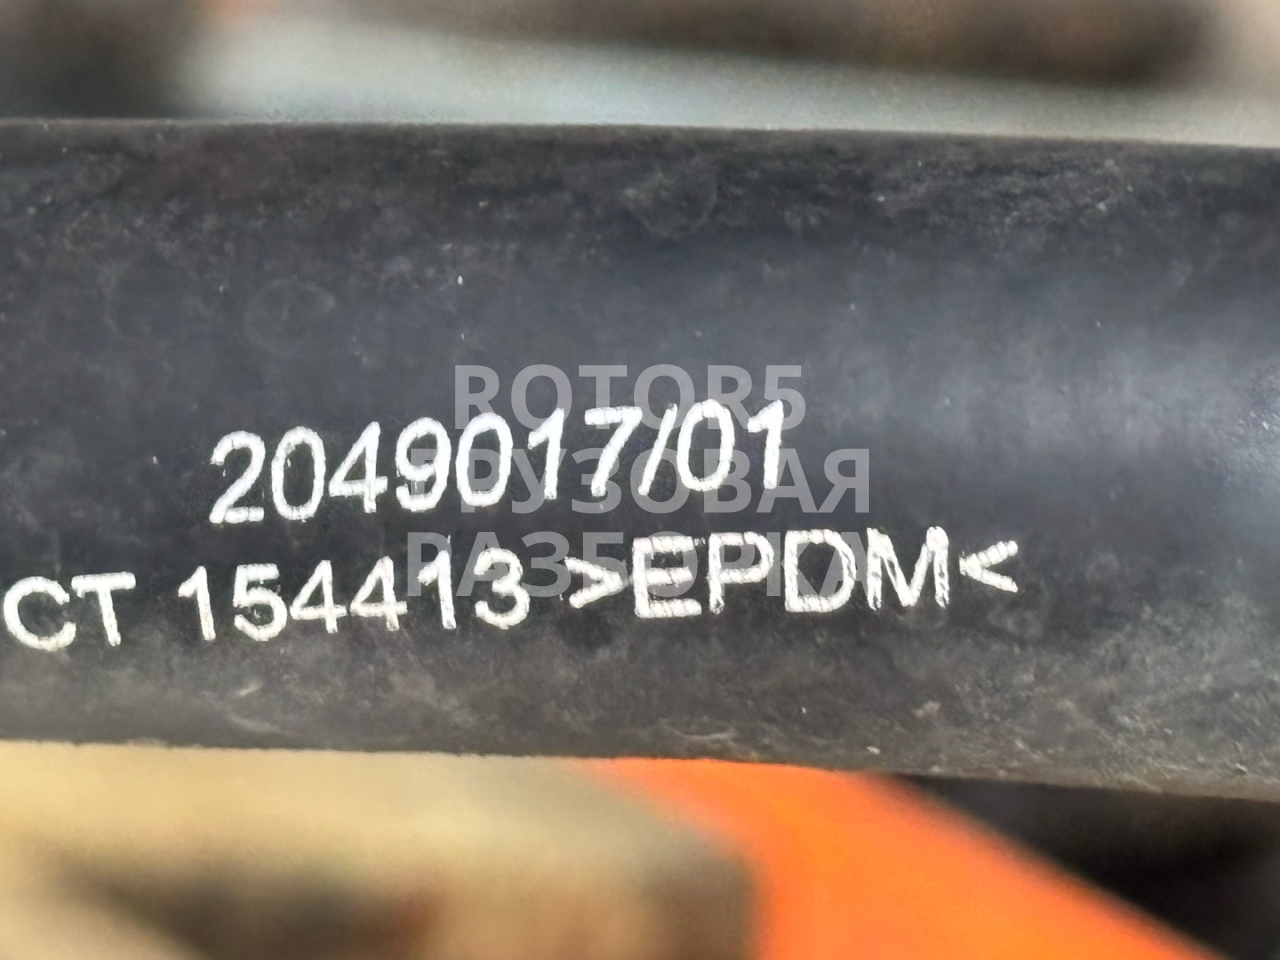 ROTOR5
ГРУЗОВАЯ
РАЗБОРКА
2049017/01
CT 154413 >EPDM<